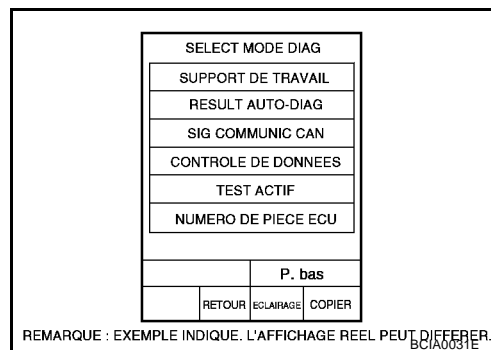 SELECT MODE DIAG
SUPPORT DE TRAVAIL
RESULT AUTO-DIAG
SIG COMMUNIC CAN
CONTROLE DE DONNEES
TEST ACTIF
NUMERO DE PIECE ECU
P. bas
RETOUR ECLAIRAGE COPIER
REMARQUE : EXEMPLE INDIQUE. L'AFFICHAGE REEL PEUT DIFFERER.
BCIA0031E